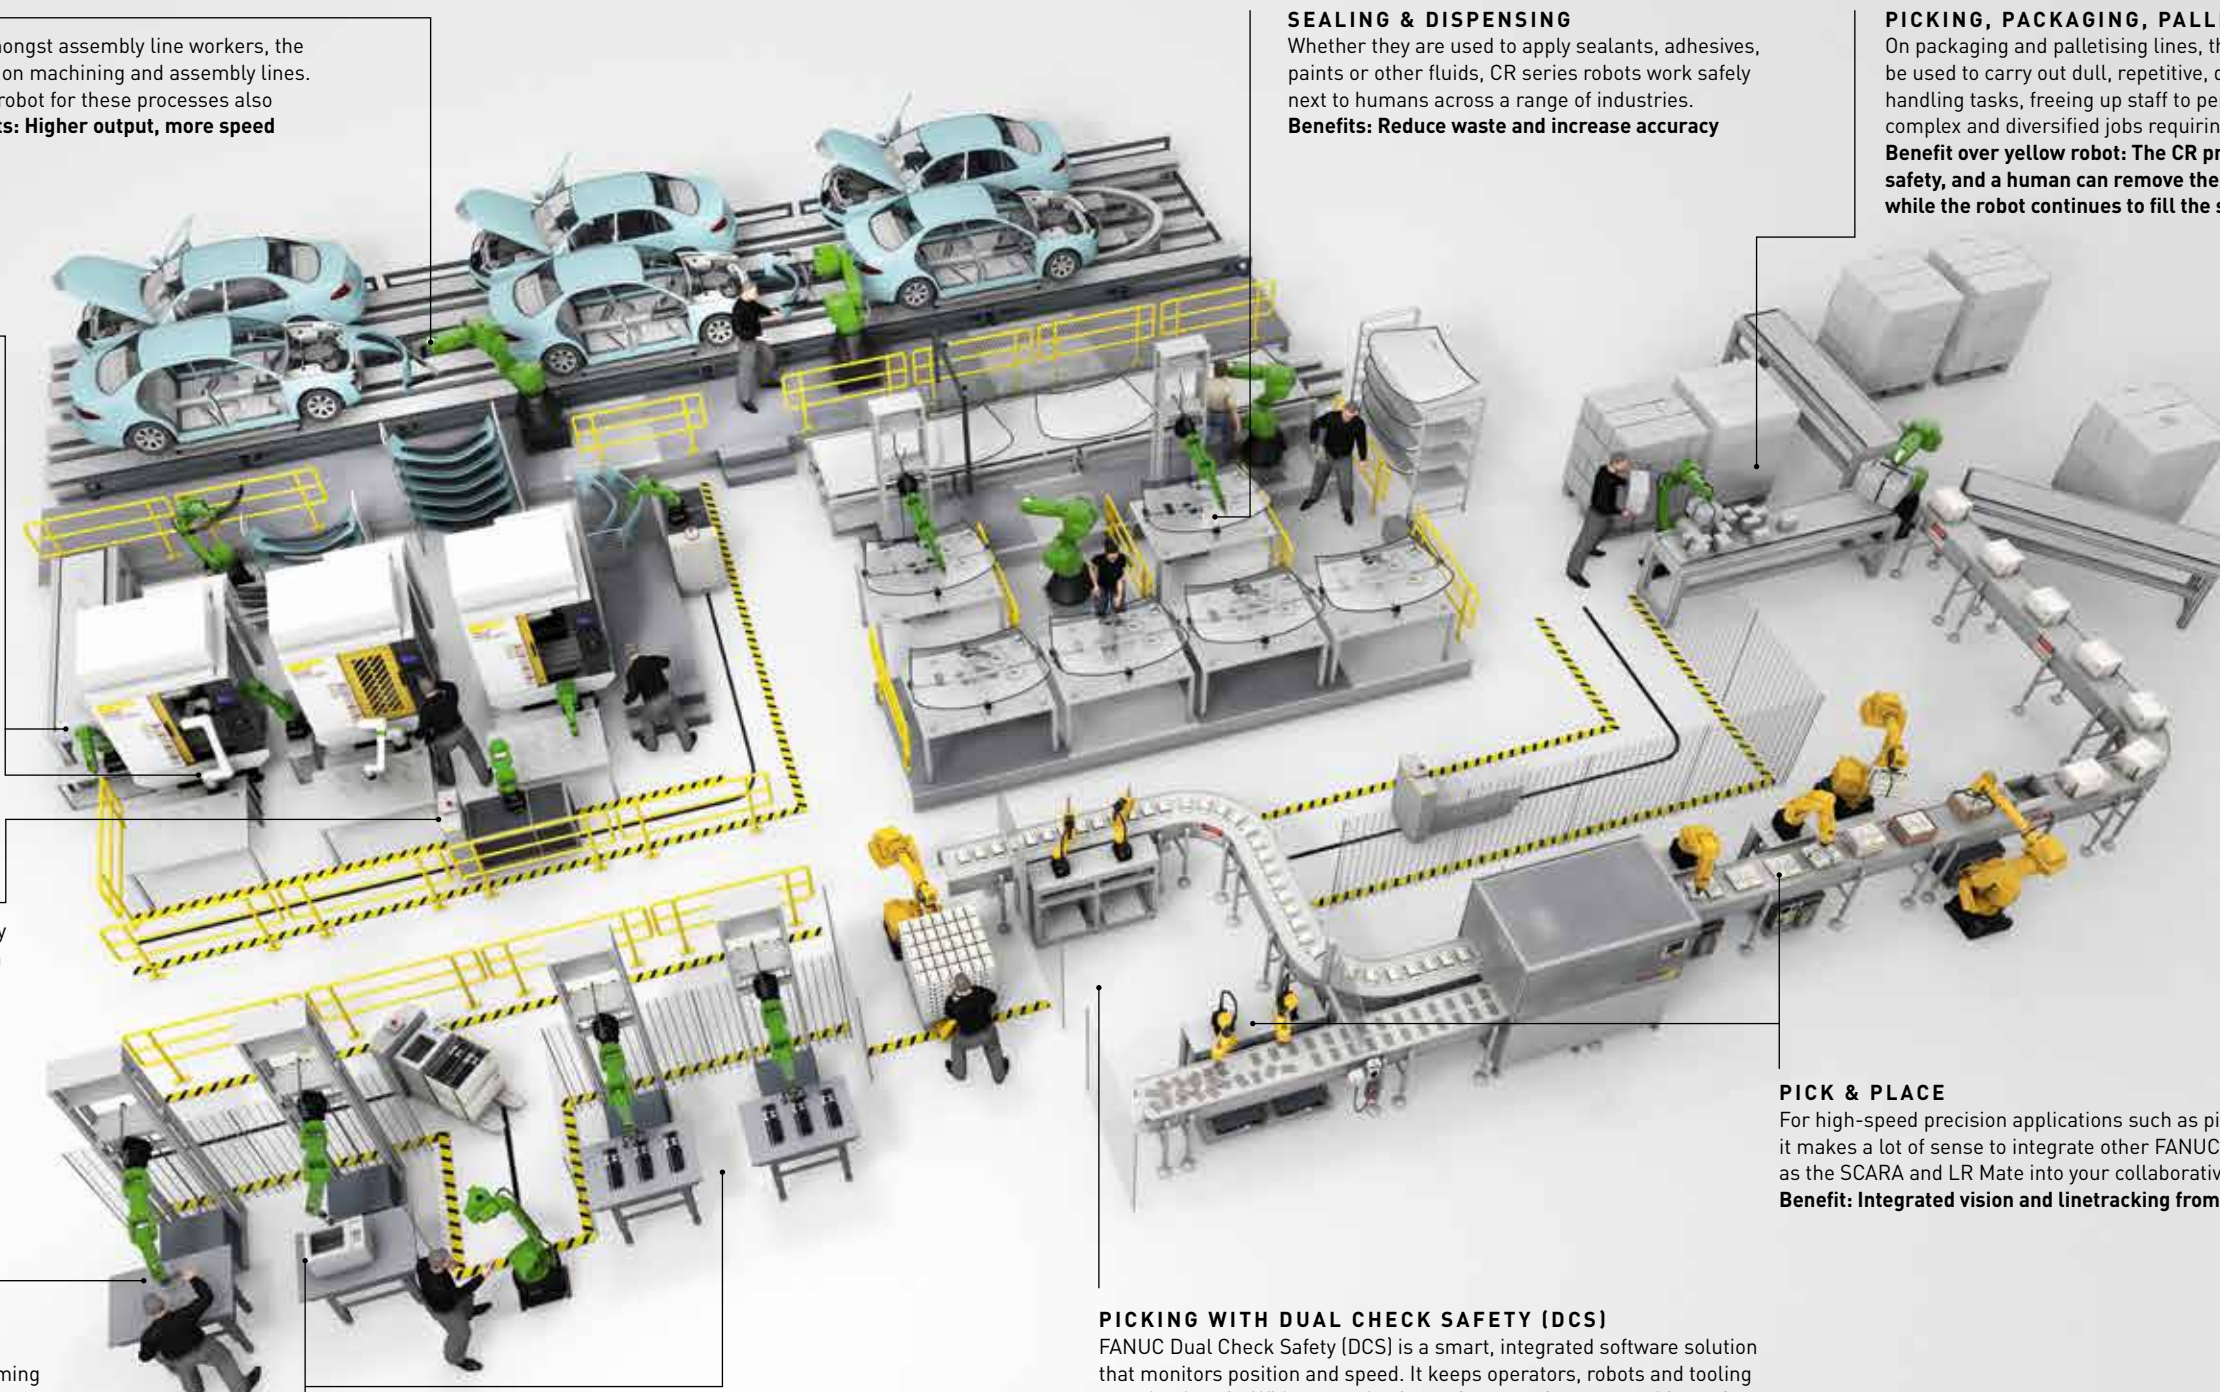 ongst assembly line workers, the
on machining and assembly lines.
robot for these processes also
ts: Higher output, more speed
SEALING & DISPENSING
Whether they are used to apply sealants, adhesives,
paints or other fluids, CR series robots work safely
next to humans across a range of industries.
Benefits: Reduce waste and increase accuracy
PICKING, PACKAGING, PALL
On packaging and palletising lines, th
be used to carry out dull, repetitive,
handling tasks, freeing up staff to pe
complex and diversified jobs requirin
Benefit over yellow robot: The CR pr
safety, and a human can remove the
while the robot continues to fill the s
y
PICK & PLACE
For high-speed precision applications such as pi
it makes a lot of sense to integrate other FANUC
as the SCARA and LR Mate into your collaborativ
Benefit: Integrated vision and linetracking from
ming
PICKING WITH DUAL CHECK SAFETY (DCS)
FANUC Dual Check Safety (DCS) is a smart, integrated software solution
that monitors position and speed. It keeps operators, robots and tooling